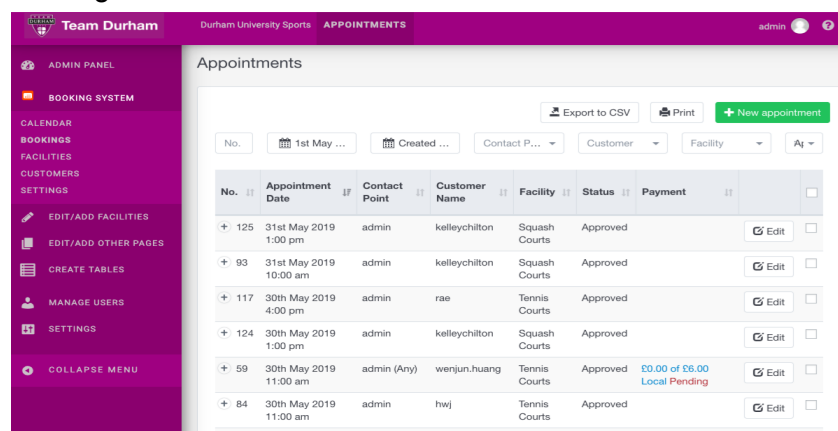 Team Durham
Durham University Sports APPOINTMENTS
admin
ADMIN PANEL
BOOKING SYSTEM
CALENDAR
BOOKINGS
FACILITIES
CUSTOMERS
SETTINGS
EDIT/ADD FACILITIES
EDIT/ADD OTHER PAGES
CREATE TABLES
MANAGE USERS
SETTINGS
COLLAPSE MENU
Appointments
Export to CSV Print + New appointment
No. 1st May ... Created ... Contact P... Customer Facility
No. Appointment Date Contact Point Customer Name Facility Status Payment
+ 125 31st May 2019 admin kelleychilton Squash Approved
1:00 pm Courts Edit
+ 93 31st May 2019 admin kelleychilton Squash Approved
10:00 am Courts Edit
+ 117 30th May 2019 admin rae Tennis Approved
4:00 pm Courts Edit
+ 124 30th May 2019 admin kelleychilton Squash Approved
1:00 pm Courts Edit
+ 59 30th May 2019 admin (Any) wenjun.huang Tennis Approved £0.00 of £6.00
11:00 am Courts Local Pending Edit
+ 84 30th May 2019 admin hwj Tennis Approved
11:00 am Courts Edit